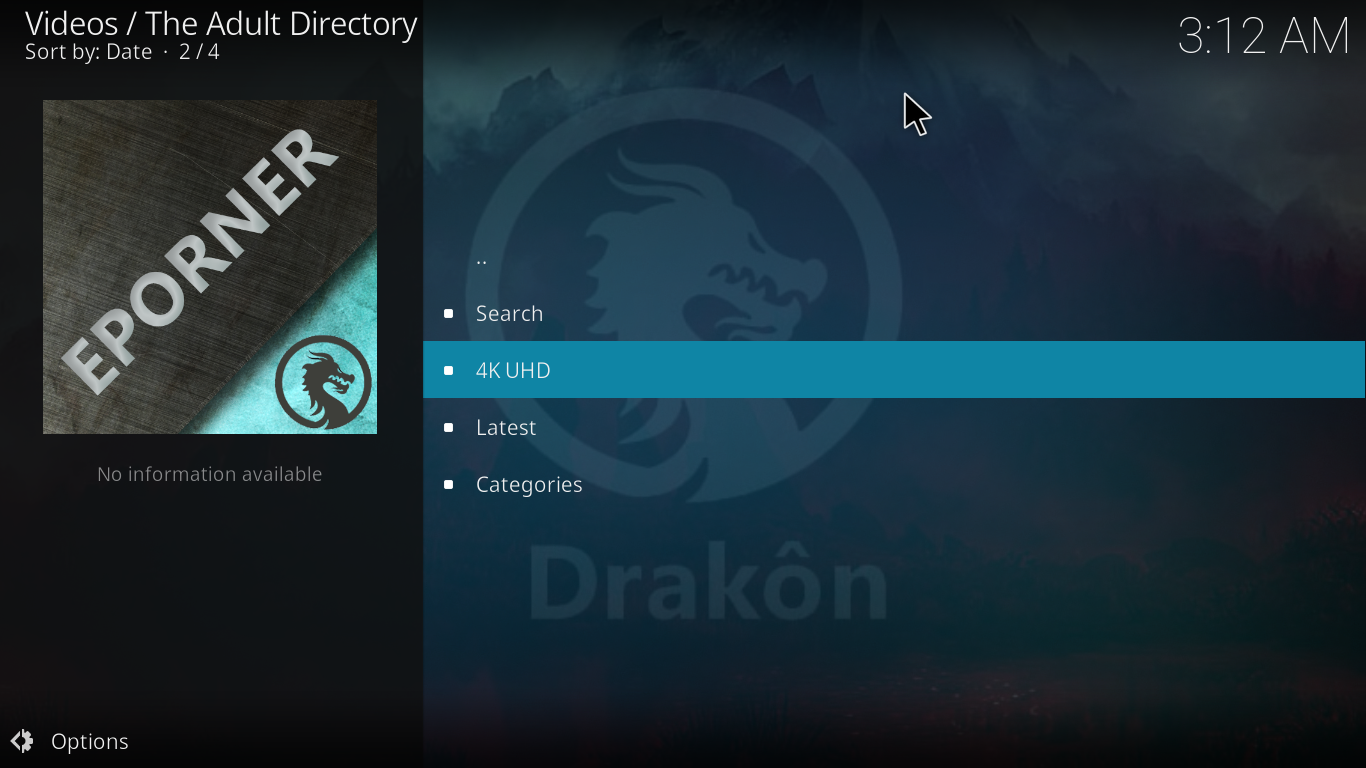 Videos / The Adult Directory
Sort by: Date · 2 / 4
3:12 AM
EPORNER
No information available
..
Search
4K UHD
Latest
Categories
Drakôn
Options